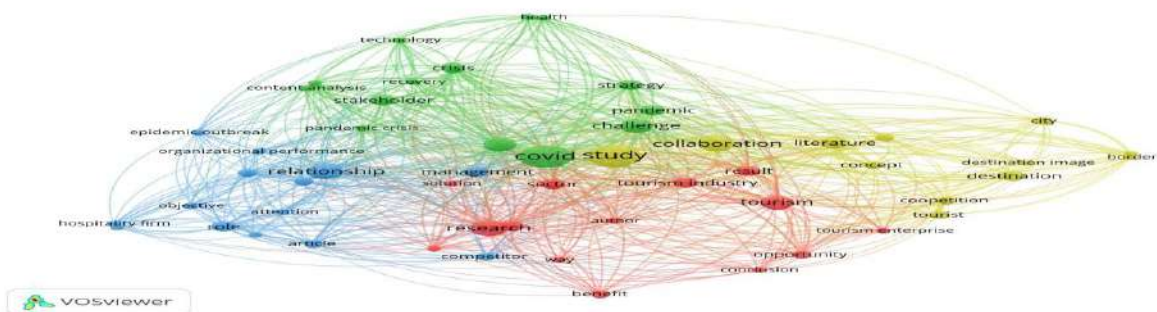 health
technology
crisis
recovery
content analysis
strategy
stakeholder
pandemik
city
pandemic crisis
challenge
epidemic outbreak
collaboration
literature
organizational performance
covid
study
border
concept
destination image
relationship
management
result
destination
solution
sector
tourism industry
objective
attention
tourism
coopetition
tourist
hospitality firm
role
research
author
tourism enterprise
article
competitor
way
opportunity
conclusion
benefit
VOSviewer